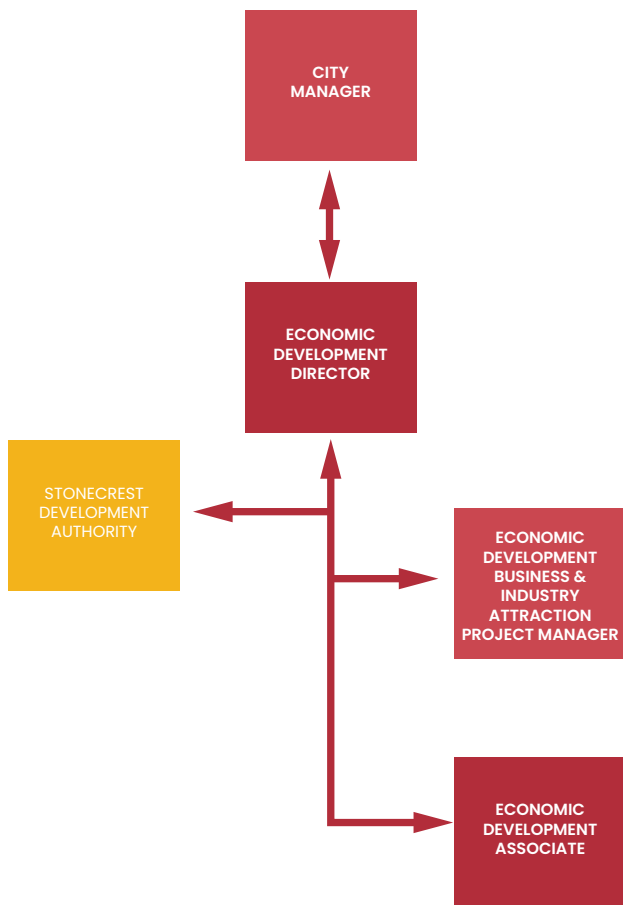 CITY
MANAGER
ECONOMIC
DEVELOPMENT
DIRECTOR
STONECREST
DEVELOPMENT
AUTHORITY
ECONOMIC
DEVELOPMENT
BUSINESS &
INDUSTRY
ATTRACTION
PROJECT MANAGER
ECONOMIC
DEVELOPMENT
ASSOCIATE